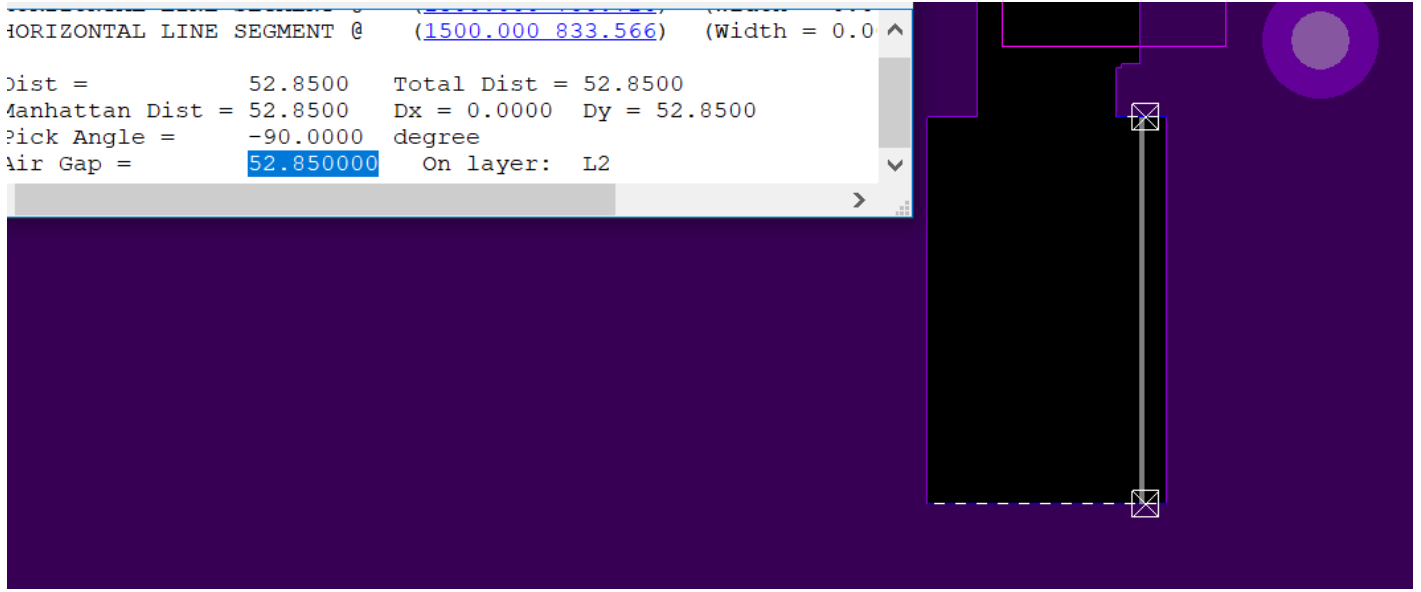 HORIZONTAL LINE SEGMENT @ (1500.000 833.566) (Width = 0.0
Dist = 52.8500 Total Dist = 52.8500
Manhattan Dist = 52.8500 Dx = 0.0000 Dy = 52.8500
Pick Angle = -90.0000 degree
Air Gap = 52.850000 On layer: L2